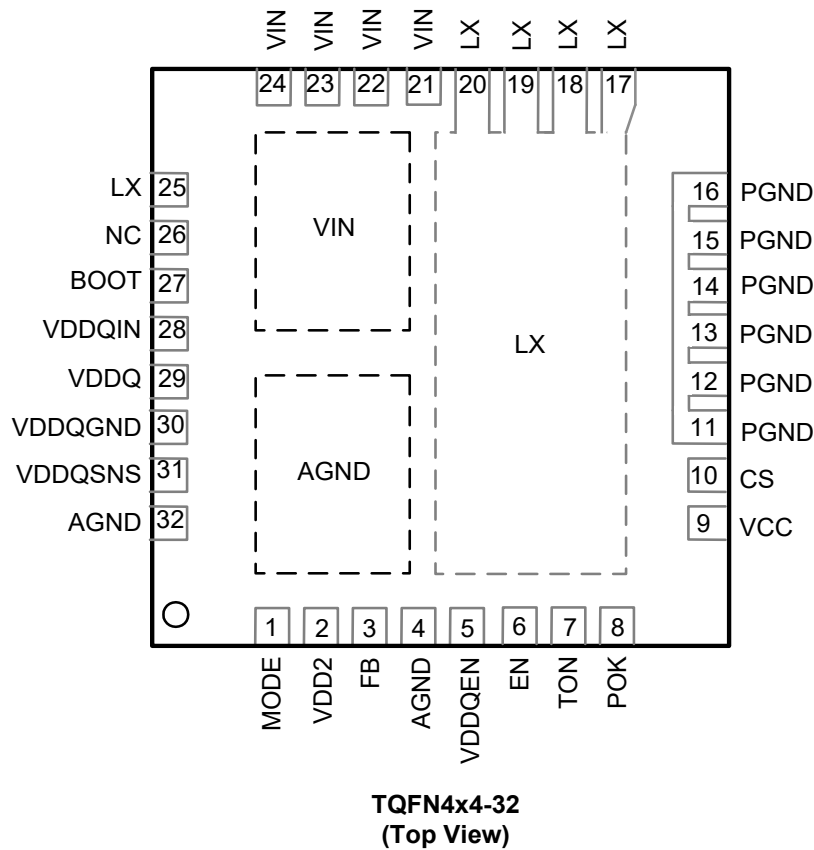 VIN VIN VIN VIN LX LX LX LX
24 23 22 21 20 19 18 17
LX 25
NC 26
BOOT 27
VDDQIN 28
VDDQ 29
VDDQGND 30
VDDQSNS 31
AGND 32
VIN
AGND
LX
16 PGND
15 PGND
14 PGND
13 PGND
12 PGND
11 PGND
10 CS
9 VCC
1 2 3 4 5 6 7 8
MODE VDD2 FB AGND VDDQEN EN TON POK
TQFN4x4-32
(Top View)